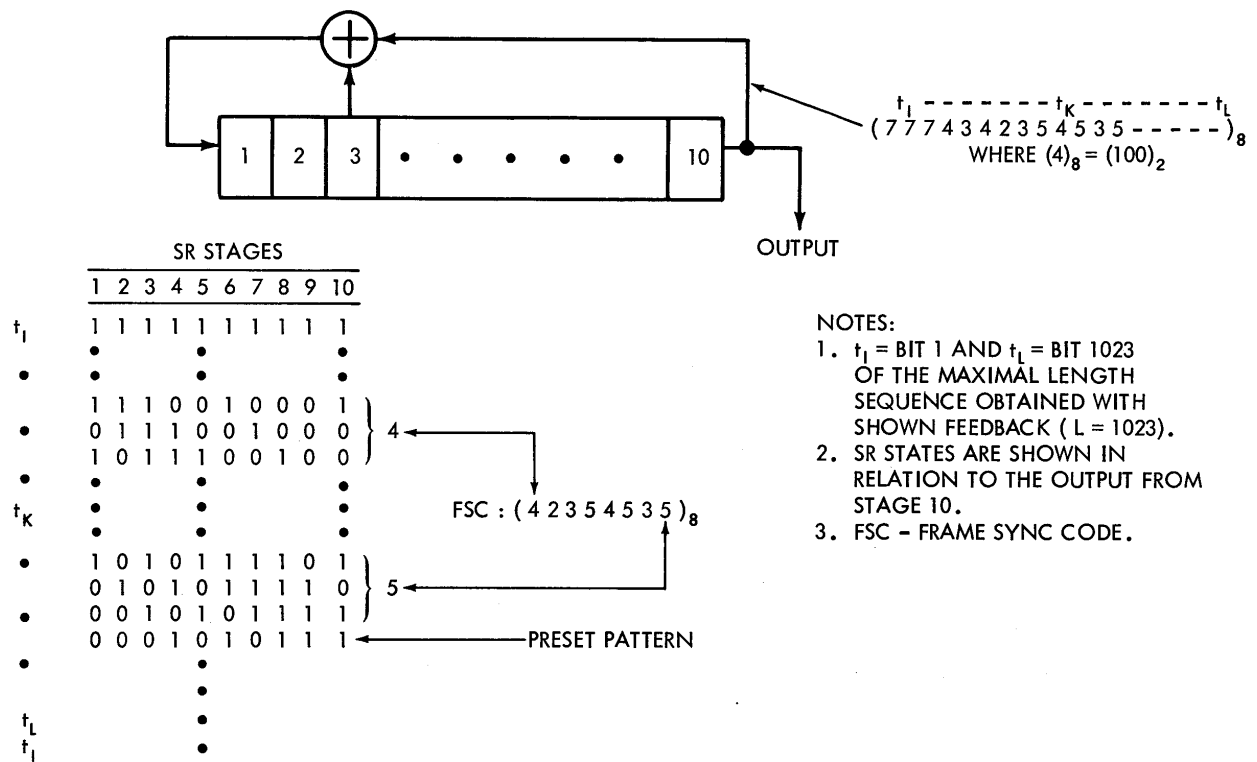 t_I - - - - - - - t_K - - - - - - - - t_L
( 7 7 7 4 3 4 2 3 5 4 5 3 5 - - - - - )8
WHERE (4)8 = (100)2
1 2 3 • • • • • 10
OUTPUT
SR STAGES
1 2 3 4 5 6 7 8 9 10
t_I 1 1 1 1 1 1 1 1 1 1
1 1 1 0 0 1 0 0 0 1
0 1 1 1 0 0 1 0 0 0 } 4
1 0 1 1 1 0 0 1 0 0
t_K
FSC : ( 4 2 3 5 4 5 3 5 )8
1 0 1 0 1 1 1 1 0 1
0 1 0 1 0 1 1 1 1 0 } 5
0 0 1 0 1 0 1 1 1 1
0 0 0 1 0 1 0 1 1 1 PRESET PATTERN
t_L
t_I
NOTES:
1. t_I = BIT 1 AND t_L = BIT 1023
OF THE MAXIMAL LENGTH
SEQUENCE OBTAINED WITH
SHOWN FEEDBACK ( L = 1023).
2. SR STATES ARE SHOWN IN
RELATION TO THE OUTPUT FROM
STAGE 10.
3. FSC – FRAME SYNC CODE.